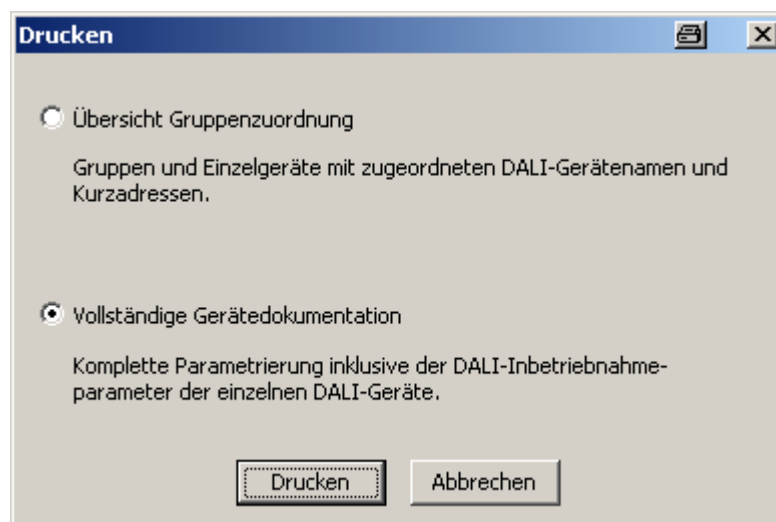 Drucken
Übersicht Gruppenzuordnung
Gruppen und Einzelgeräte mit zugeordneten DALI-Gerätenamen und
Kurzadressen.
Vollständige Gerätedokumentation
Komplette Parametrierung inklusive der DALI-Inbetriebnahme-
parameter der einzelnen DALI-Geräte.
Drucken Abbrechen